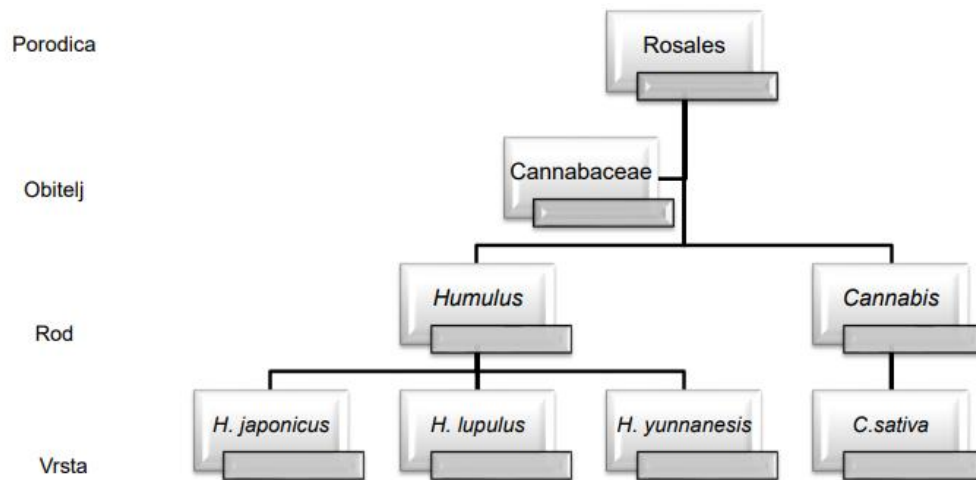 Porodica
Rosales
Cannabaceae
Obitelj
Humulus
Cannabis
Rod
H. japonicus
H. lupulus
H. yunnanesis
C.sativa
Vrsta